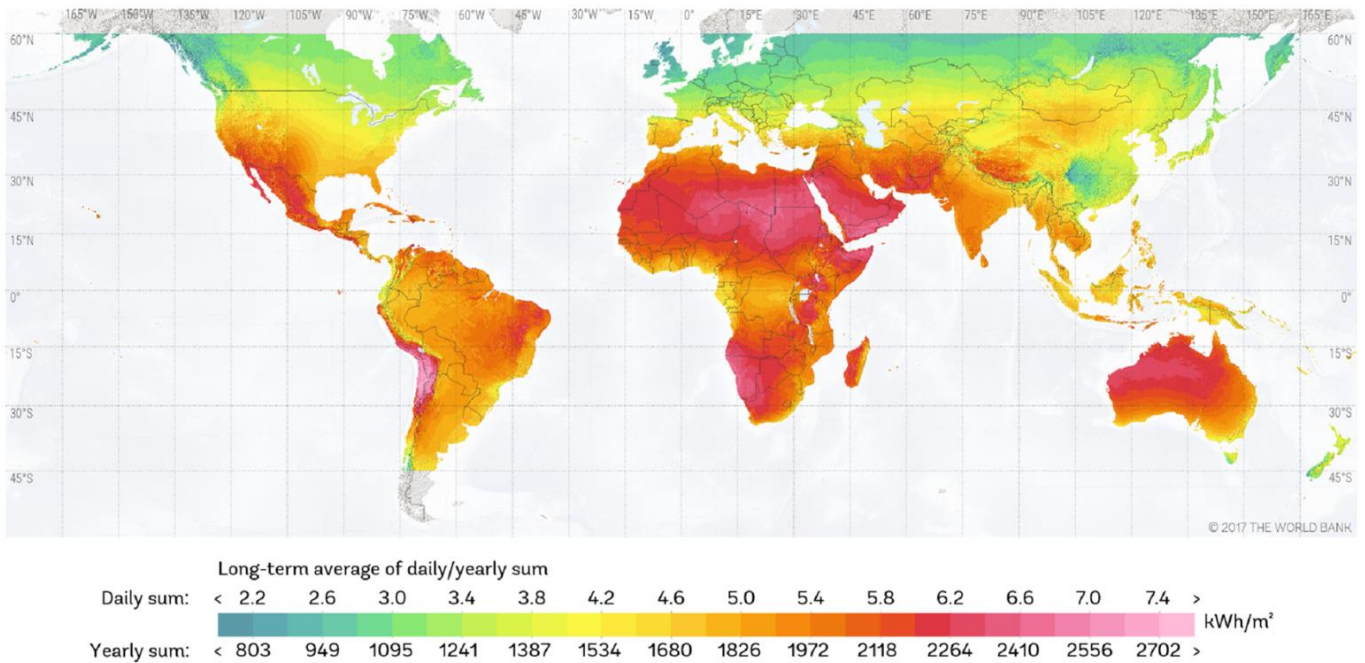 165°W 135°W 120°W 105°W 90°W 75°W 60°W 45°W 30°W 15°W 0° 15°E 30°E 45°E 60°E 75°E 90°E 105°E 120°E 135°E 150°E 165°E
60°N 60°N
45°N 45°N
30°N 30°N
15°N 15°N
0° 0°
15°S 15°S
30°S 30°S
45°S 45°S
© 2017 THE WORLD BANK
Long-term average of daily/yearly sum
Daily sum: < 2.2 2.6 3.0 3.4 3.8 4.2 4.6 5.0 5.4 5.8 6.2 6.6 7.0 7.4 >
kWh/m²
Yearly sum: < 803 949 1095 1241 1387 1534 1680 1826 1972 2118 2264 2410 2556 2702 >